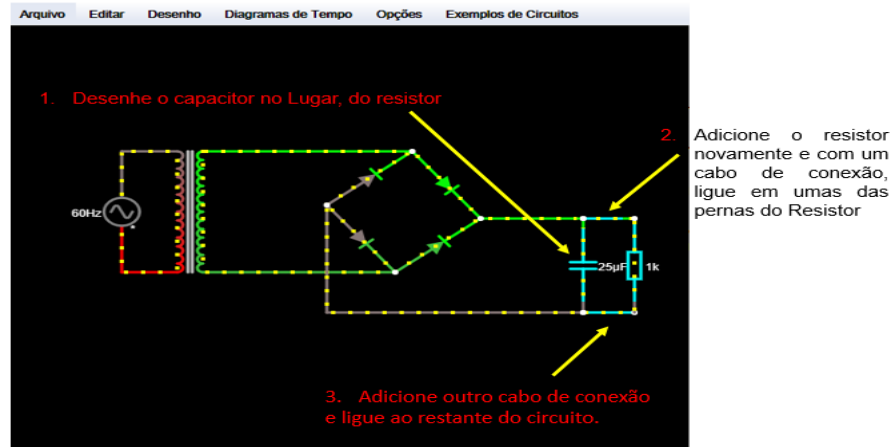 Arquivo Editar Desenho Diagramas de Tempo Opções Exemplos de Circuitos
1. Desenhe o capacitor no Lugar, do resistor
2. Adicione o resistor
novamente e com um
cabo de conexão,
ligue em umas das
pernas do Resistor
60Hz
25µF
1k
3. Adicione outro cabo de conexão
e ligue ao restante do circuito.